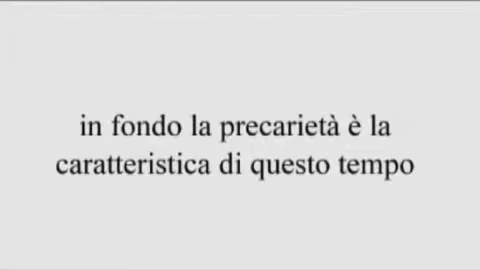 in fondo la precarietà è la
caratteristica di questo tempo